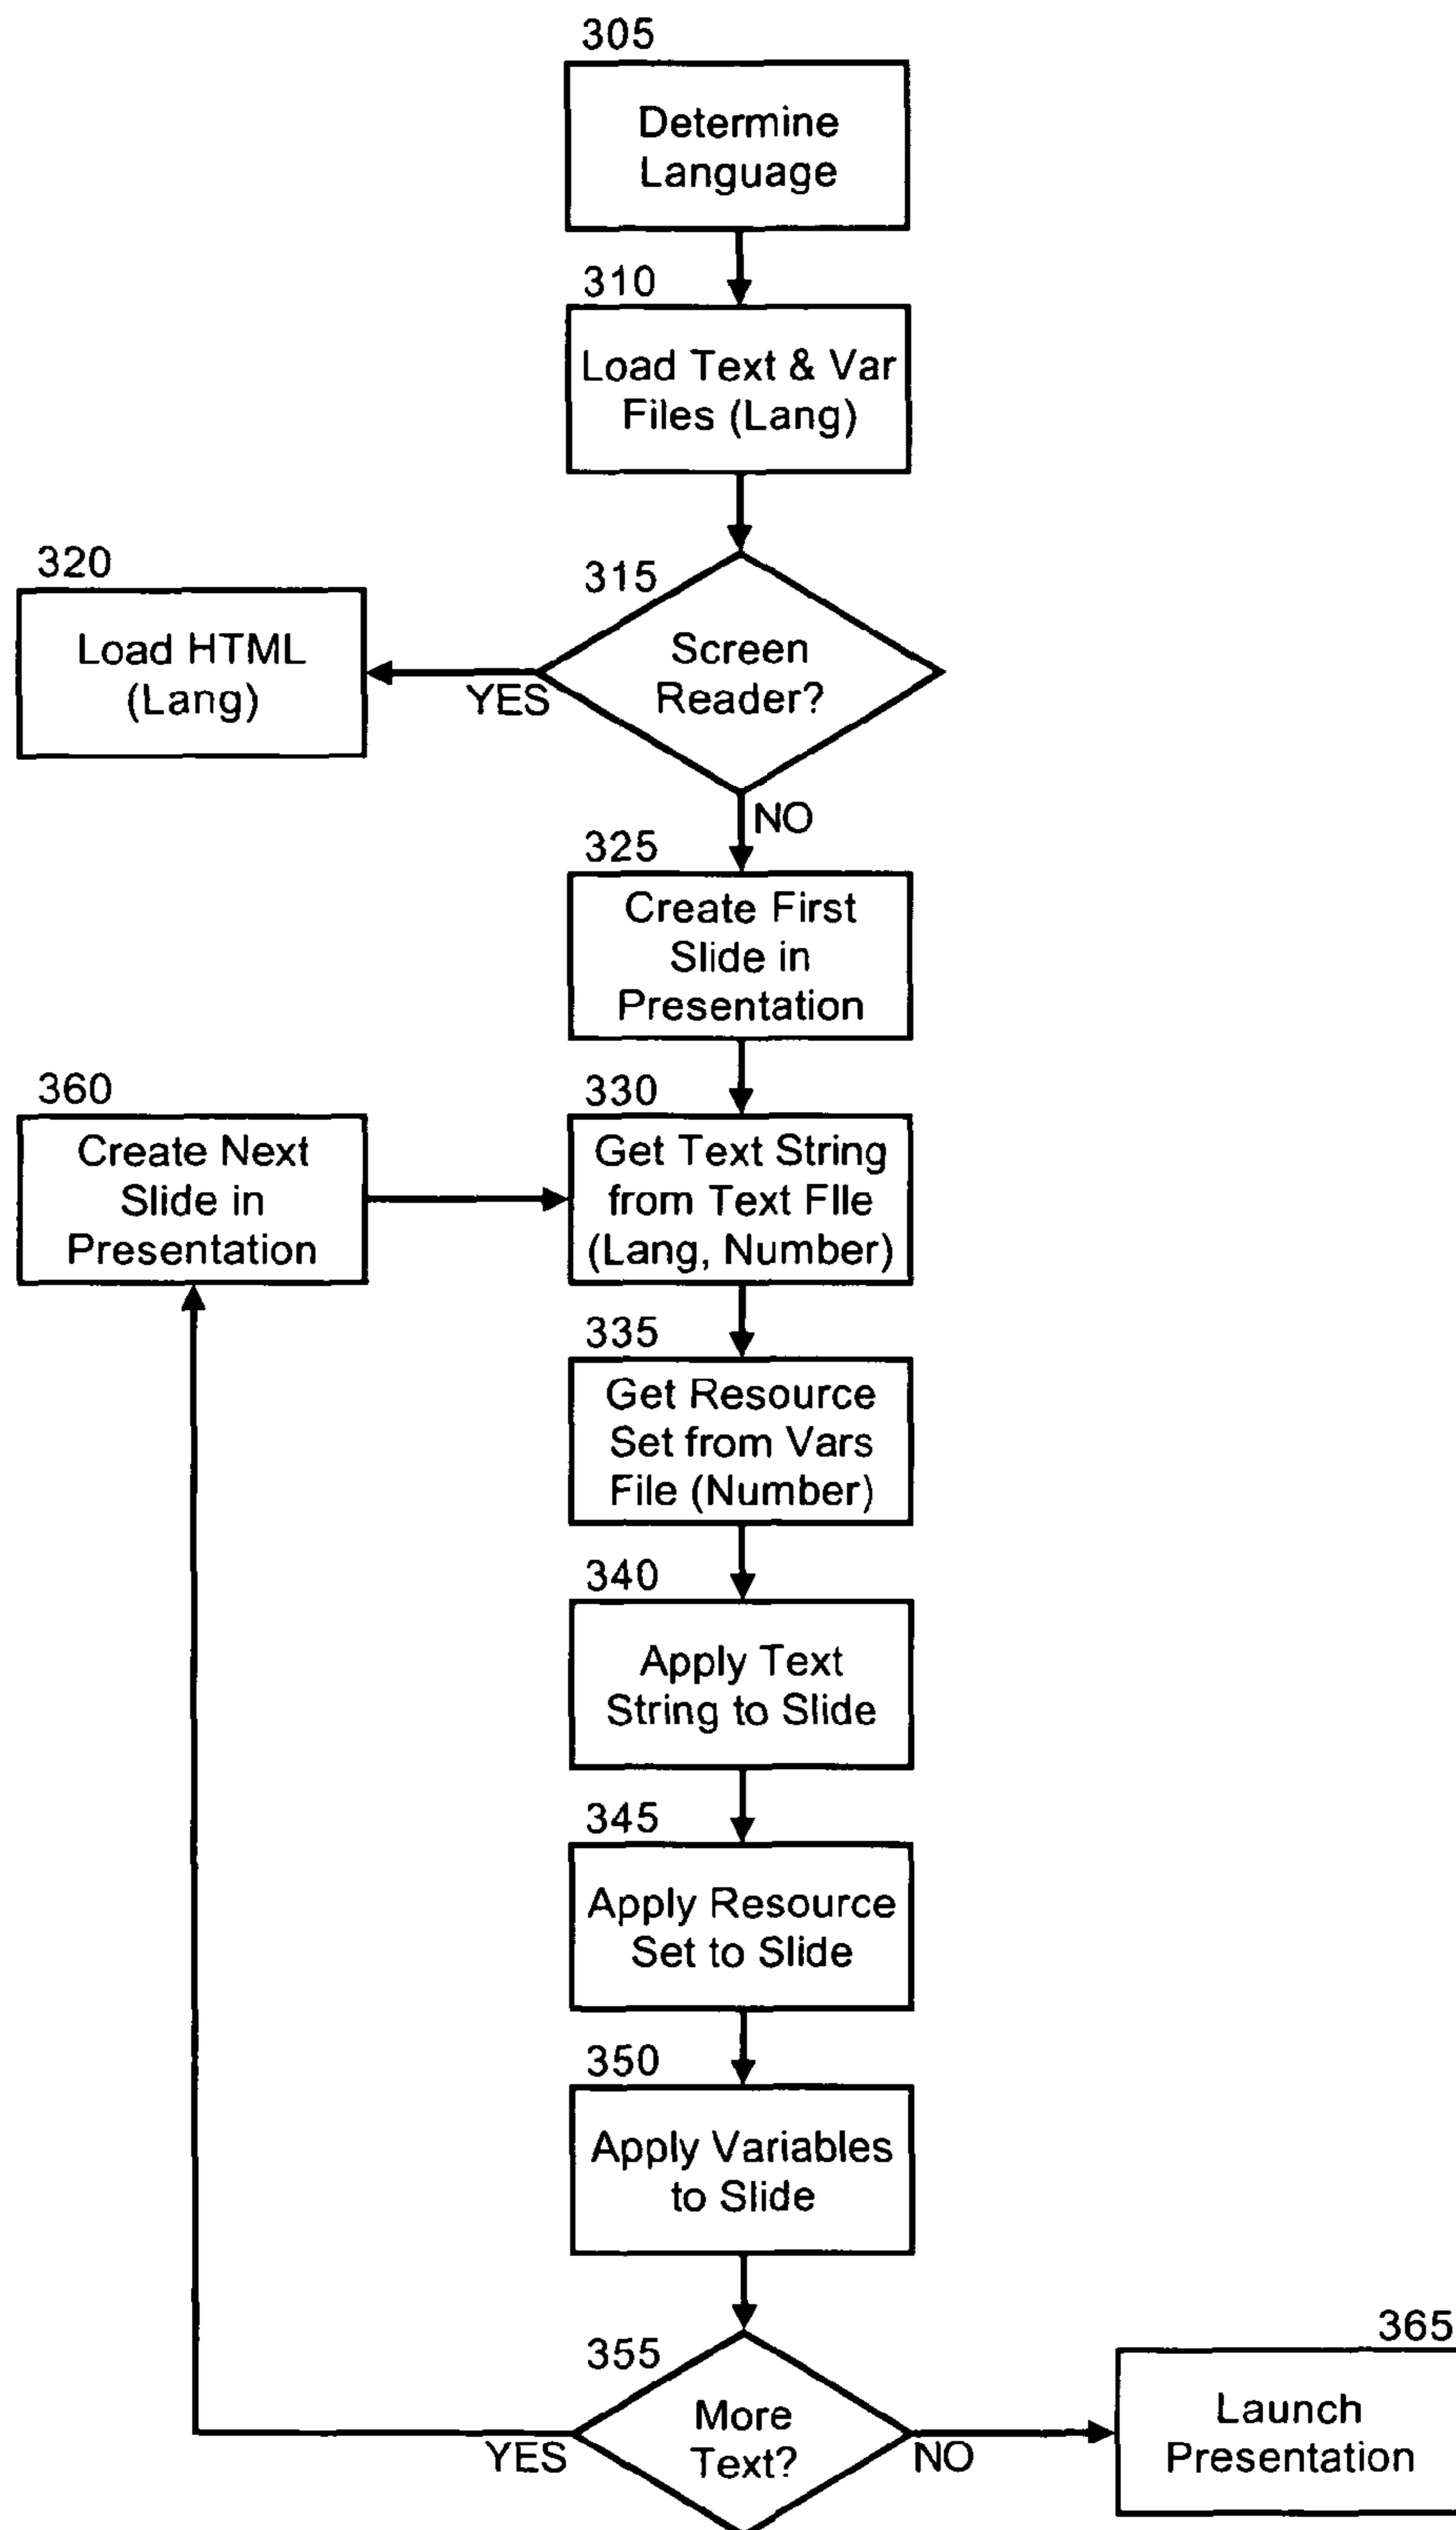 305
Determine
Language
310
Load Text & Var
Files (Lang)
315
Screen
Reader?
320
Load HTML
(Lang)
YES
NO
325
Create First
Slide in
Presentation
360
Create Next
Slide in
Presentation
330
Get Text String
from Text FIle
(Lang, Number)
335
Get Resource
Set from Vars
File (Number)
340
Apply Text
String to Slide
345
Apply Resource
Set to Slide
350
Apply Variables
to Slide
355
More
Text?
YES
NO
365
Launch
Presentation